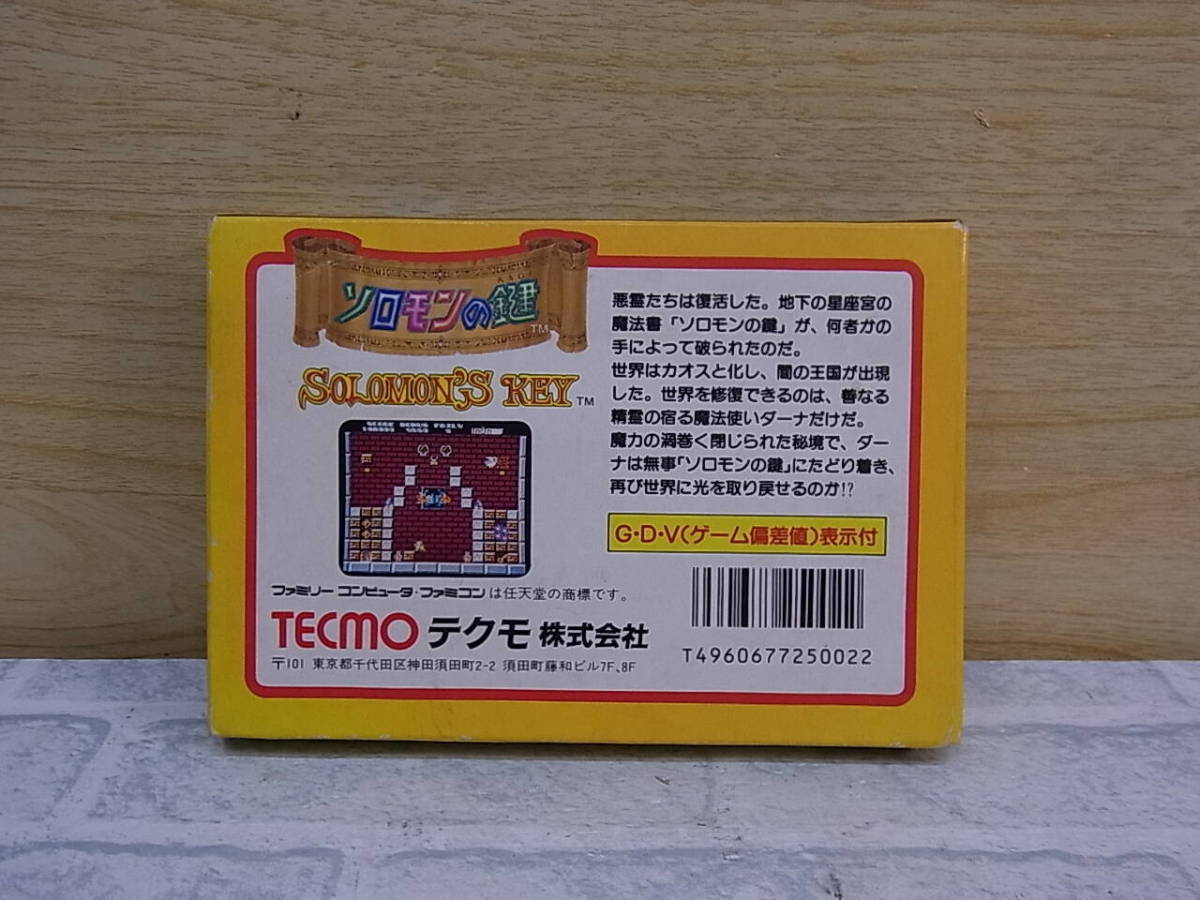 KAGI
ソロモンの鍵 TM
SOLOMON'S KEY TM
悪霊たちは復活した。地下の星座宮の
魔法書「ソロモンの鍵」が、何者かの
手によって破られたのだ。
世界はカオスと化し、闇の王国が出現
した。世界を修復できるのは、善なる
精霊の宿る魔法使いダーナだけだ。
魔力の渦巻く閉じられた秘境で、ダー
ナは無事「ソロモンの鍵」にたどり着き、
再び世界に光を取り戻せるのか!?
G・D・V(ゲーム偏差値)表示付
ファミリー コンピュータ・ファミコン は任天堂の商標です。
TECMO テクモ 株式会社
〒101 東京都千代田区神田須田町2-2 須田町藤和ビル7F、8F
T4960677250022